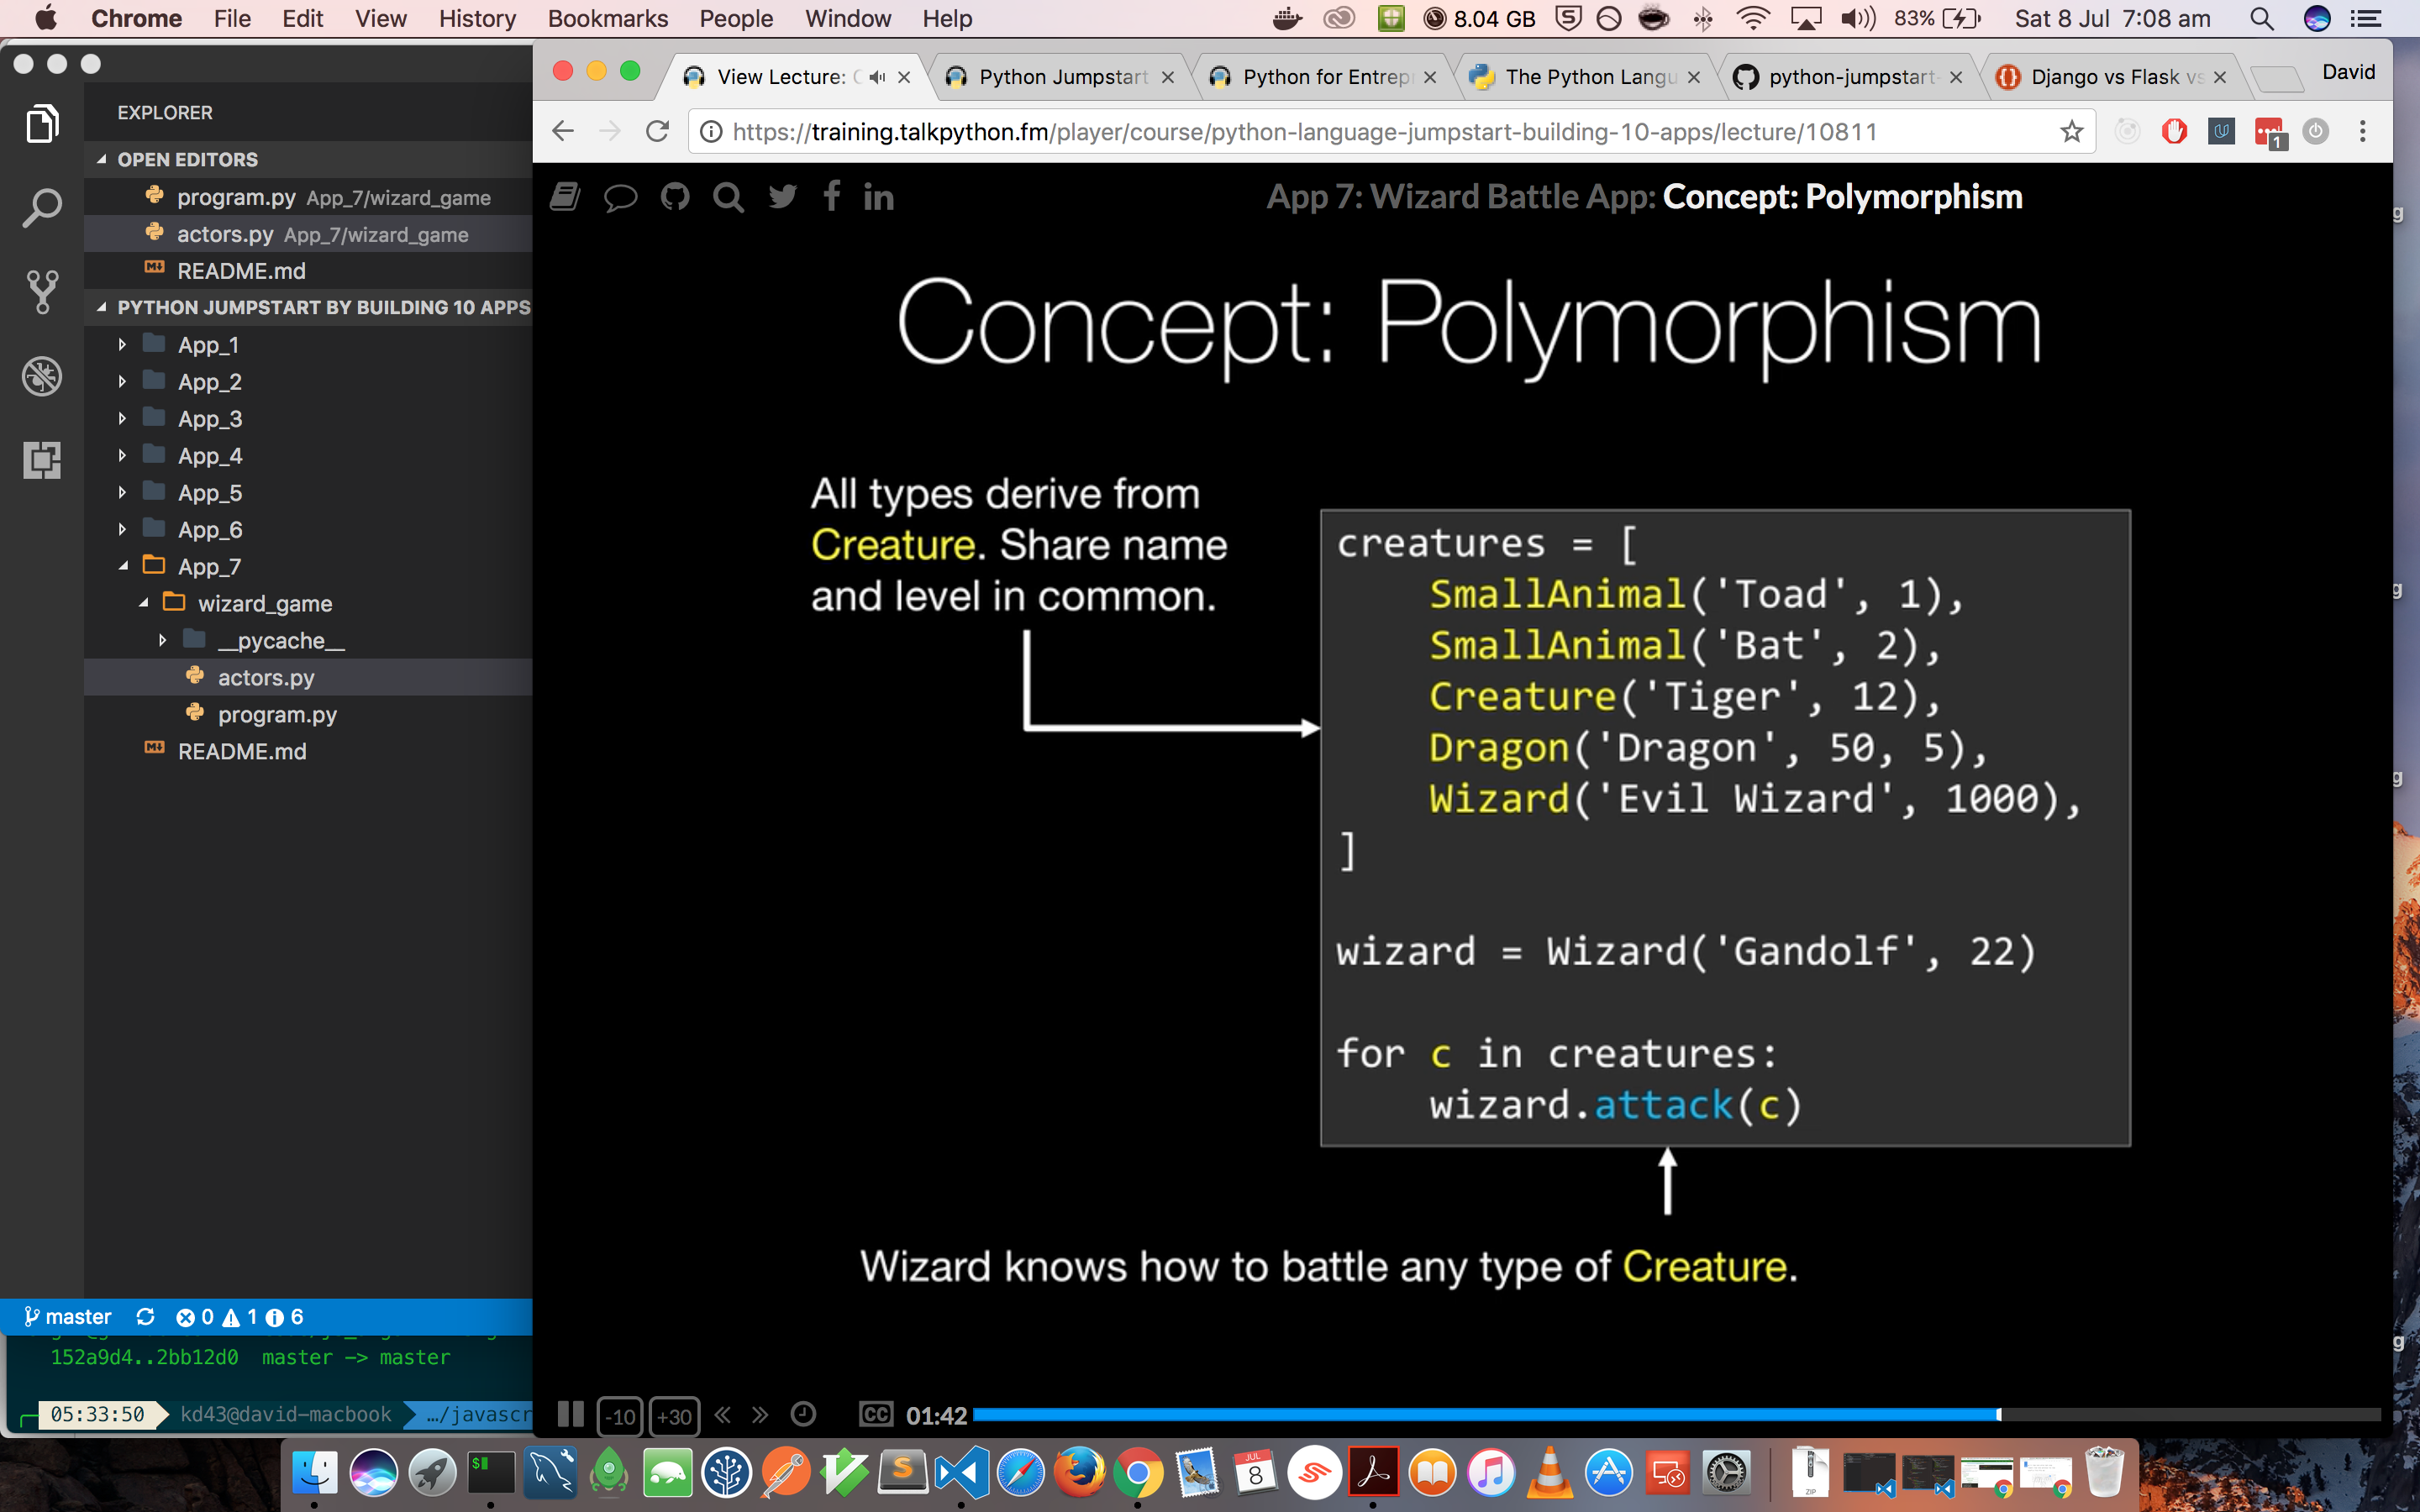 Chrome File Edit View History Bookmarks People Window Help 8.04 GB 83% Sat 8 Jul 7:08 am
View Lecture: Python Jumpstart Python for Entrep The Python Langu python-jumpstart- Django vs Flask vs David
https://training.talkpython.fm/player/course/python-language-jumpstart-building-10-apps/lecture/10811
1
EXPLORER
OPEN EDITORS
program.py App_7/wizard_game
actors.py App_7/wizard_game
README.md
PYTHON JUMPSTART BY BUILDING 10 APPS
App_1
App_2
App_3
App_4
App_5
App_6
App_7
wizard_game
__pycache__
actors.py
program.py
README.md
master 0 1 6
152a9d4..2bb12d0 master -> master
05:33:50 kd43@david-macbook …/javascr
App 7: Wizard Battle App: Concept: Polymorphism
Concept: Polymorphism
All types derive from
Creature. Share name
and level in common.
creatures = [
SmallAnimal('Toad', 1),
SmallAnimal('Bat', 2),
Creature('Tiger', 12),
Dragon('Dragon', 50, 5),
Wizard('Evil Wizard', 1000),
]
wizard = Wizard('Gandolf', 22)
for c in creatures:
wizard.attack(c)
Wizard knows how to battle any type of Creature.
-10 +30 CC 01:42
JUL
8
ZIP